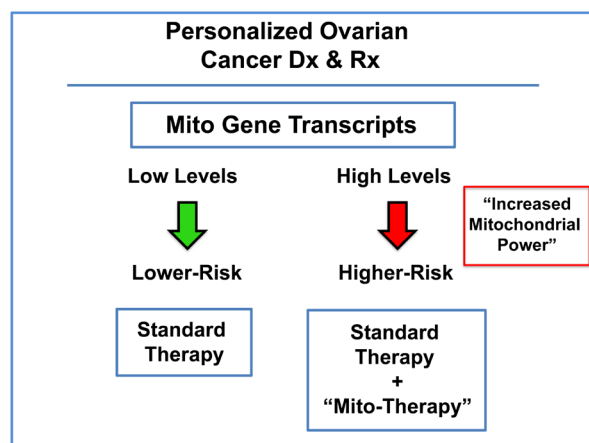 Personalized Ovarian
Cancer Dx & Rx
Mito Gene Transcripts
Low Levels
High Levels
“Increased
Mitochondrial
Power”
Lower-Risk
Higher-Risk
Standard
Therapy
Standard
Therapy
+
“Mito-Therapy”